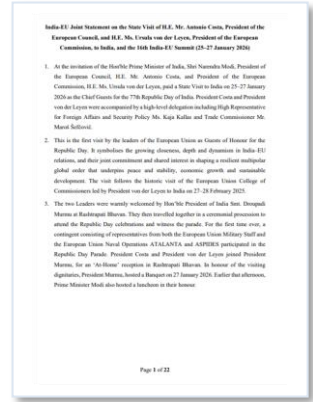 India-EU Joint Statement on the State Visit of H.E. Mr. Antonio Costa, President of the
European Council, and H.E. Ms. Ursula von der Leyen, President of the European
Commission, to India, and the 16th India-EU Summit (25–27 January 2026)
1. At the invitation of the Hon'ble Prime Minister of India, Shri Narendra Modi, President of
the European Council, H.E. Mr. Antonio Costa, and President of the European
Commission, H.E. Ms. Ursula von der Leyen, paid a State Visit to India on 25–27 January
2026 as the Chief Guests for the 77th Republic Day of India. President Costa and President
von der Leyen were accompanied by a high-level delegation including High Representative
for Foreign Affairs and Security Policy Ms. Kaja Kallas and Trade Commissioner Mr.
Maroš Šefčovič.
2. This is the first visit by the leaders of the European Union as Guests of Honour for the
Republic Day. It symbolises the growing closeness, depth and dynamism in India-EU
relations, and their joint commitment and shared interest in shaping a resilient multipolar
global order that underpins peace and stability, economic growth and sustainable
development. The visit follows the historic visit of the European Union College of
Commissioners led by President von der Leyen to India on 27–28 February 2025.
3. The two Leaders were warmly welcomed by Hon'ble President of India Smt. Droupadi
Murmu at Rashtrapati Bhavan. They then travelled together in a ceremonial procession to
attend the Republic Day celebrations and witness the parade. For the first time ever, a
contingent consisting of representatives from both the European Union Military Staff and
the European Union Naval Operations ATALANTA and ASPIDES participated in the
Republic Day Parade. President Costa and President von der Leyen joined President
Murmu, for an 'At-Home' reception in Rashtrapati Bhavan. In honour of the visiting
dignitaries, President Murmu, hosted a Banquet on 27 January 2026. Earlier that afternoon,
Prime Minister Modi also hosted a luncheon in their honour.
Page 1 of 22